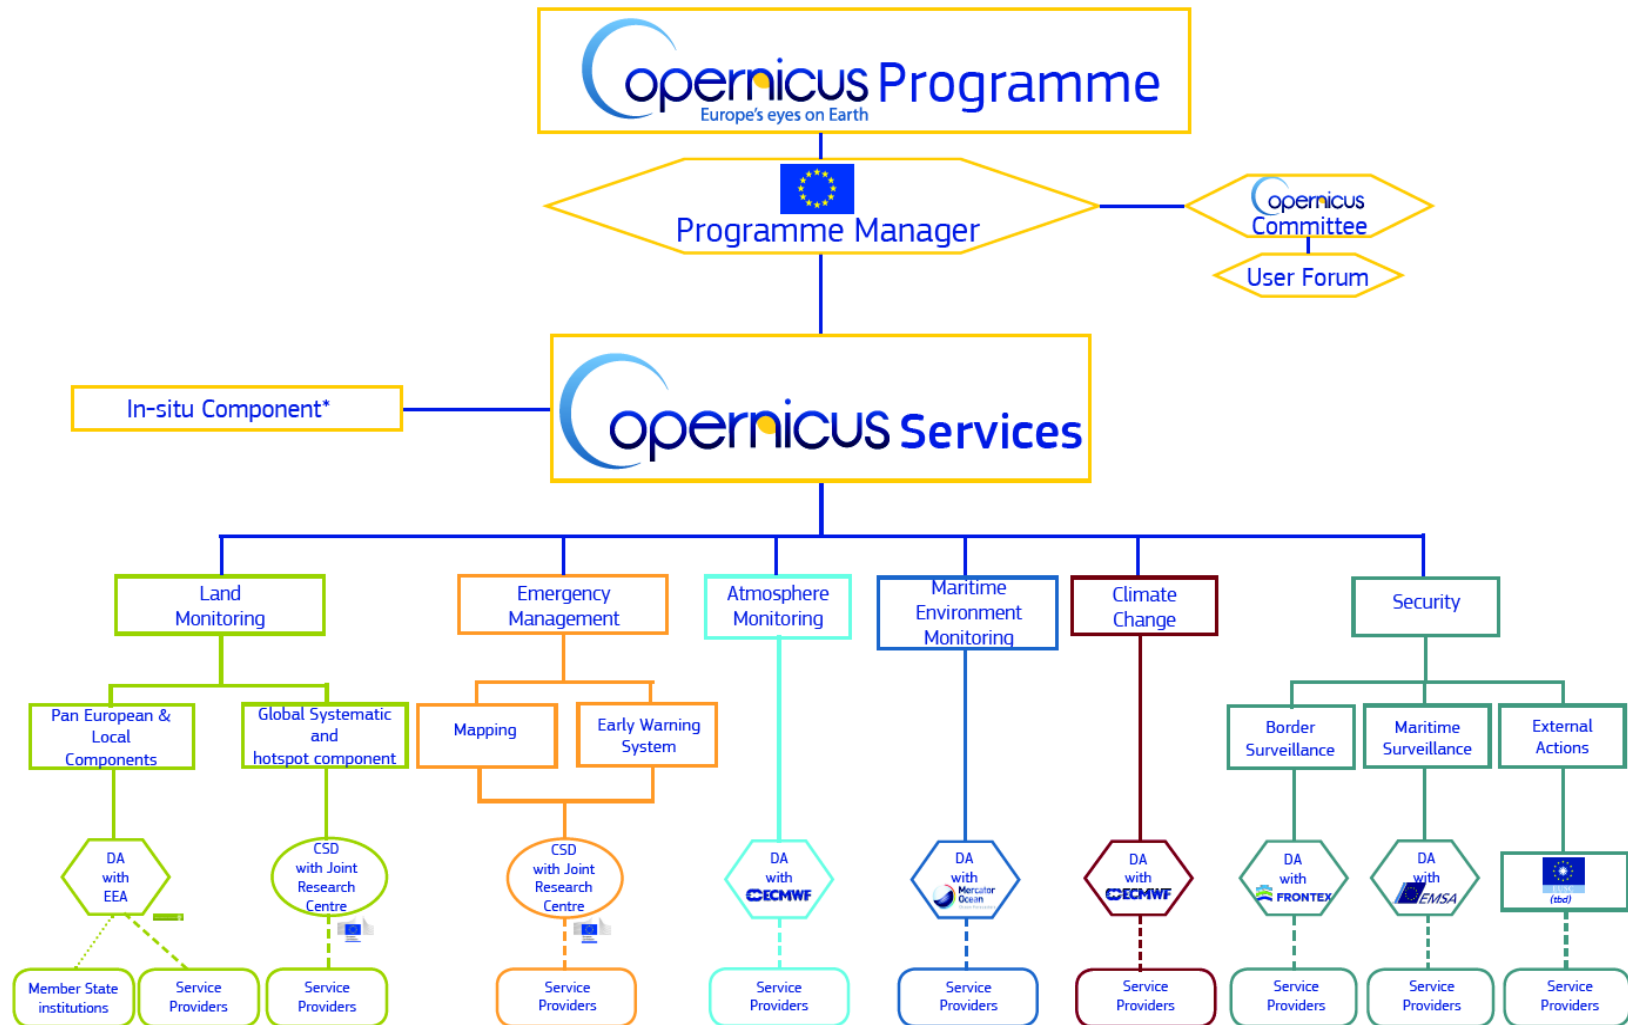 Copernicus Programme
Europe's eyes on Earth
Programme Manager
Copernicus
Committee
User Forum
In-situ Component*
Copernicus Services
Land
Monitoring
Emergency
Management
Atmosphere
Monitoring
Maritime
Environment
Monitoring
Climate
Change
Security
Pan European &
Local
Components
Global Systematic
and
hotspot component
Mapping
Early Warning
System
Border
Surveillance
Maritime
Surveillance
External
Actions
DA
with
EEA
CSD
with Joint
Research
Centre
CSD
with Joint
Research
Centre
DA
with
ECMWF
DA
with
Mercator
Ocean
DA
with
ECMWF
DA
with
FRONTEX
DA
with
EMSA
EUSC
(tbd)
Member State
institutions
Service
Providers
Service
Providers
Service
Providers
Service
Providers
Service
Providers
Service
Providers
Service
Providers
Service
Providers
Service
Providers